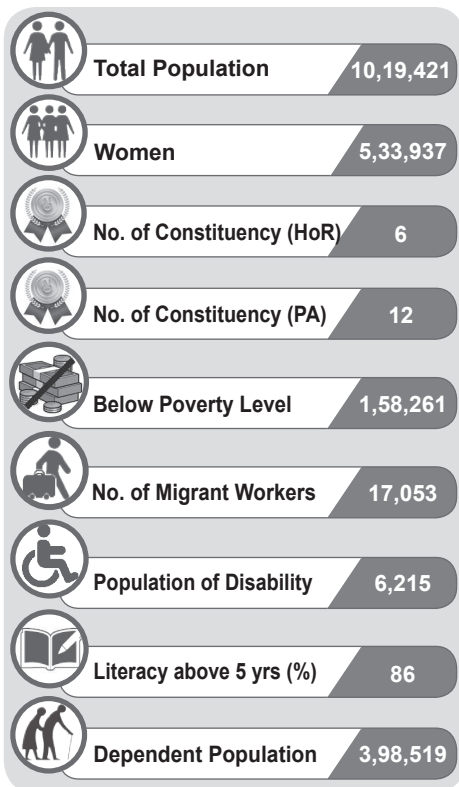 Total Population 10,19,421
Women 5,33,937
No. of Constituency (HoR) 6
No. of Constituency (PA) 12
Below Poverty Level 1,58,261
No. of Migrant Workers 17,053
Population of Disability 6,215
Literacy above 5 yrs (%) 86
Dependent Population 3,98,519